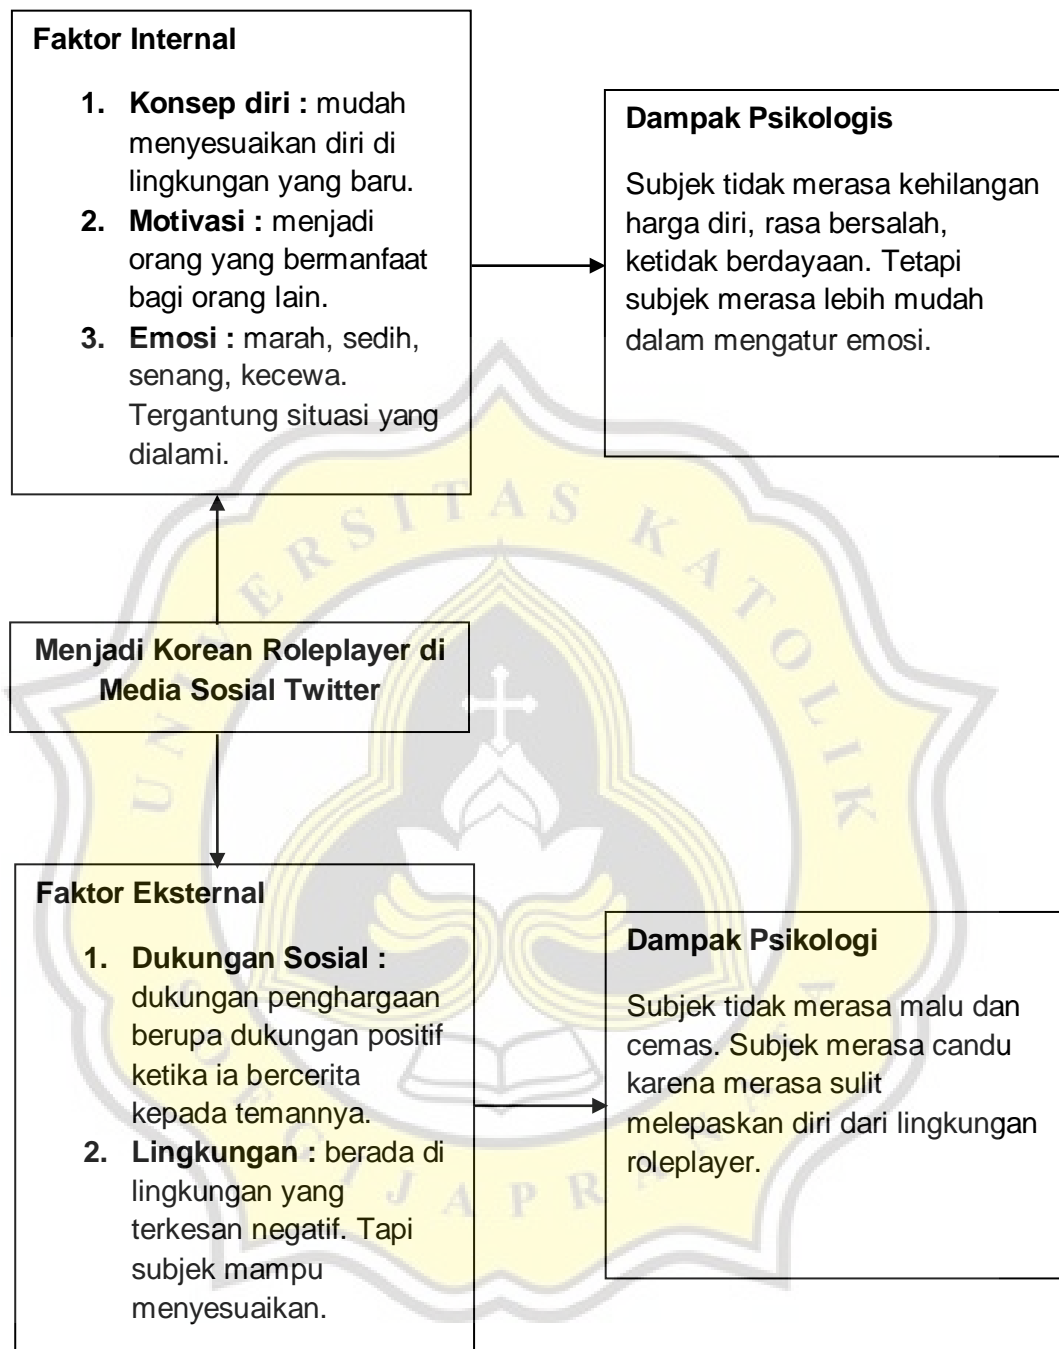 Faktor Internal
1. Konsep diri : mudah
menyesuaikan diri di
lingkungan yang baru.
2. Motivasi : menjadi
orang yang bermanfaat
bagi orang lain.
3. Emosi : marah, sedih,
senang, kecewa.
Tergantung situasi yang
dialami.
Dampak Psikologis
Subjek tidak merasa kehilangan
harga diri, rasa bersalah,
ketidak berdayaan. Tetapi
subjek merasa lebih mudah
dalam mengatur emosi.
Menjadi Korean Roleplayer di
Media Sosial Twitter
Faktor Eksternal
1. Dukungan Sosial :
dukungan penghargaan
berupa dukungan positif
ketika ia bercerita
kepada temannya.
2. Lingkungan : berada di
lingkungan yang
terkesan negatif. Tapi
subjek mampu
menyesuaikan.
Dampak Psikologi
Subjek tidak merasa malu dan
cemas. Subjek merasa candu
karena merasa sulit
melepaskan diri dari lingkungan
roleplayer.
UNIVERSITAS KATOLIK
SOEGIJAPRANATA